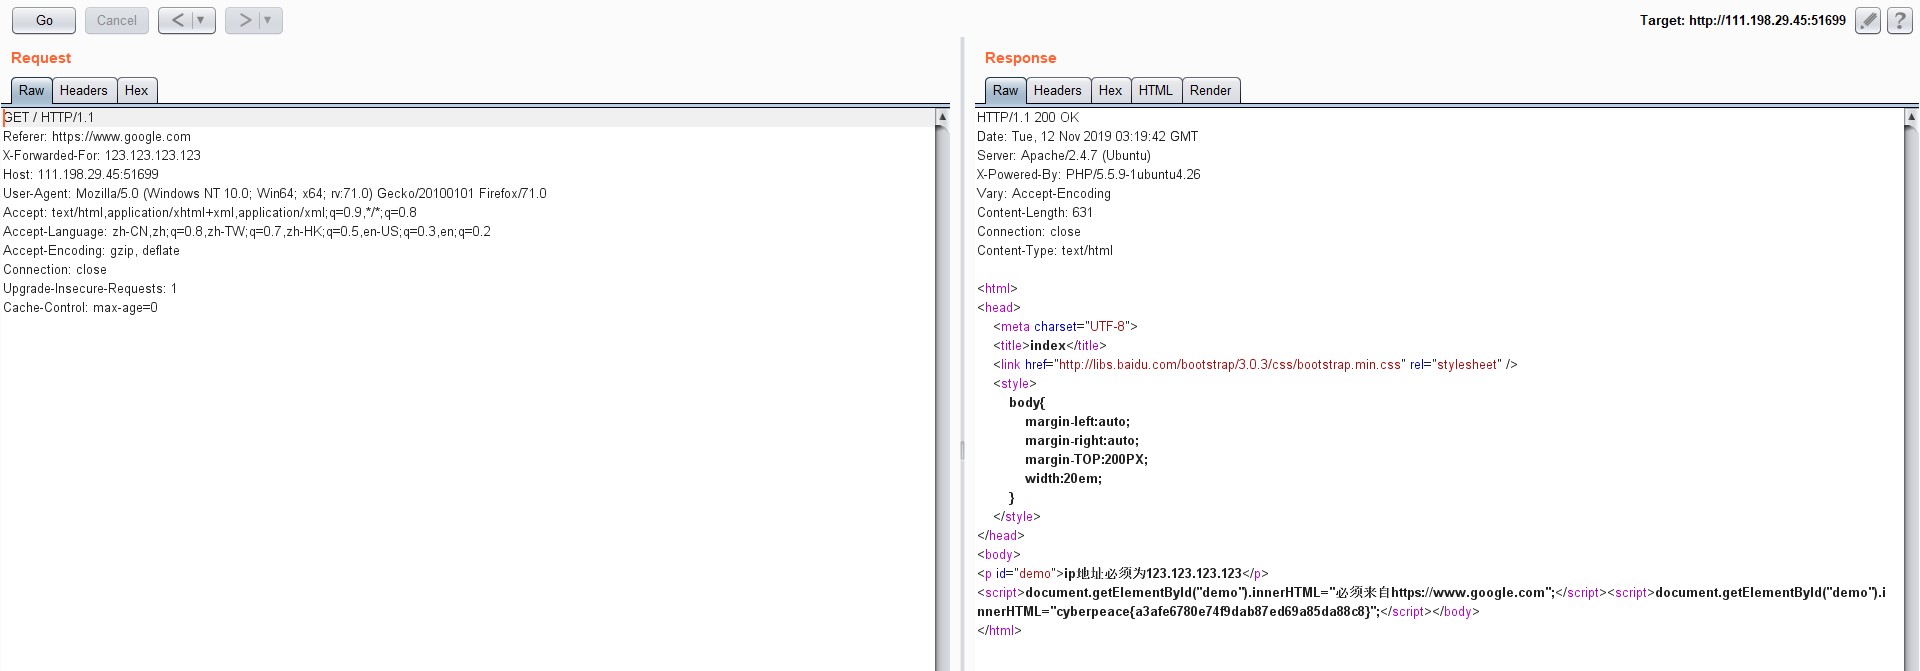 Go Cancel < > Target: http://111.198.29.45:51699 ?
Request
Raw Headers Hex
GET / HTTP/1.1
Referer: https://www.google.com
X-Forwarded-For: 123.123.123.123
Host: 111.198.29.45:51699
User-Agent: Mozilla/5.0 (Windows NT 10.0; Win64; x64; rv:71.0) Gecko/20100101 Firefox/71.0
Accept: text/html,application/xhtml+xml,application/xml;q=0.9,*/*;q=0.8
Accept-Language: zh-CN,zh;q=0.8,zh-TW;q=0.7,zh-HK;q=0.5,en-US;q=0.3,en;q=0.2
Accept-Encoding: gzip, deflate
Connection: close
Upgrade-Insecure-Requests: 1
Cache-Control: max-age=0
Response
Raw Headers Hex HTML Render
HTTP/1.1 200 OK
Date: Tue, 12 Nov 2019 03:19:42 GMT
Server: Apache/2.4.7 (Ubuntu)
X-Powered-By: PHP/5.5.9-1ubuntu4.26
Vary: Accept-Encoding
Content-Length: 631
Connection: close
Content-Type: text/html
<html>
<head>
<meta charset="UTF-8">
<title>index</title>
<link href="http://libs.baidu.com/bootstrap/3.0.3/css/bootstrap.min.css" rel="stylesheet" />
<style>
body{
margin-left:auto;
margin-right:auto;
margin-TOP:200PX;
width:20em;
}
</style>
</head>
<body>
<p id="demo">ip地址必须为123.123.123.123</p>
<script>document.getElementById("demo").innerHTML="必须来自https://www.google.com";</script><script>document.getElementById("demo").i
nnerHTML="cyberpeace{a3afe6780e74f9dab87ed69a85da88c8}";</script></body>
</html>